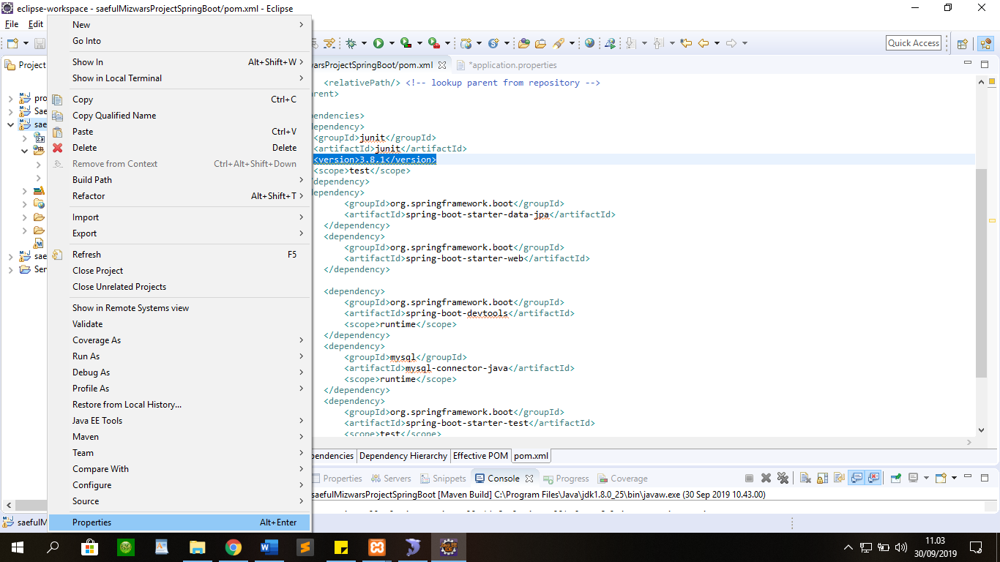 eclipse-workspace - saefulMizwarsProjectSpringBoot/pom.xml - Eclipse
File Edit
Quick Access
New
Go Into
Show In Alt+Shift+W
Show in Local Terminal
Copy Ctrl+C
Copy Qualified Name
Paste Ctrl+V
Delete Delete
Remove from Context Ctrl+Alt+Shift+Down
Build Path
Refactor Alt+Shift+T
Import
Export
Refresh F5
Close Project
Close Unrelated Projects
Show in Remote Systems view
Validate
Coverage As
Run As
Debug As
Profile As
Restore from Local History...
Java EE Tools
Maven
Team
Compare With
Configure
Source
Properties Alt+Enter
Project
pro
Sae
sae
sae
Ser
saefulM
warsProjectSpringBoot/pom.xml *application.properties
<relativePath/> <!-- lookup parent from repository -->
rent>
pendencies>
ependency>
<groupId>junit</groupId>
<artifactId>junit</artifactId>
<version>3.8.1</version>
<scope>test</scope>
dependency>
ependency>
<groupId>org.springframework.boot</groupId>
<artifactId>spring-boot-starter-data-jpa</artifactId>
</dependency>
<dependency>
<groupId>org.springframework.boot</groupId>
<artifactId>spring-boot-starter-web</artifactId>
</dependency>
<dependency>
<groupId>org.springframework.boot</groupId>
<artifactId>spring-boot-devtools</artifactId>
<scope>runtime</scope>
</dependency>
<dependency>
<groupId>mysql</groupId>
<artifactId>mysql-connector-java</artifactId>
<scope>runtime</scope>
</dependency>
<dependency>
<groupId>org.springframework.boot</groupId>
<artifactId>spring-boot-starter-test</artifactId>
<scope>test</scope>
pendencies Dependency Hierarchy Effective POM pom.xml
Properties Servers Snippets Console Progress Coverage
saefulMizwarsProjectSpringBoot [Maven Build] C:\Program Files\Java\jdk1.8.0_25\bin\javaw.exe (30 Sep 2019 10.43.00)
11.03
30/09/2019